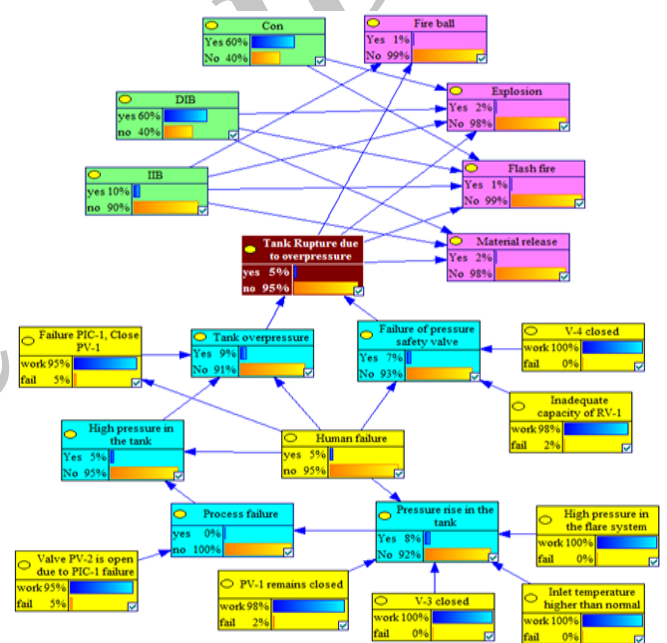 Con
Yes 60%
No 40%
Fire ball
Yes 1%
No 99%
DIB
yes 60%
no 40%
Explosion
Yes 2%
No 98%
IIB
yes 10%
no 90%
Flash fire
Yes 1%
No 99%
Tank Rupture due
to overpressure
yes 5%
no 95%
Material release
Yes 2%
No 98%
Failure PIC-1, Close
PV-1
work 95%
fail 5%
Tank overpressure
Yes 9%
No 91%
Failure of pressure
safety valve
Yes 7%
No 93%
V-4 closed
work 100%
fail 0%
Inadequate
capacity of RV-1
work 98%
fail 2%
High pressure in
the tank
Yes 5%
No 95%
Human failure
yes 5%
no 95%
Process failure
yes 0%
no 100%
Pressure rise in the
tank
Yes 8%
No 92%
High pressure in
the flare system
work 100%
fail 0%
Valve PV-2 is open
due to PIC-1 failure
work 95%
fail 5%
PV-1 remains closed
work 98%
fail 2%
V-3 closed
work 100%
fail 0%
Inlet temperature
higher than normal
work 100%
fail 0%